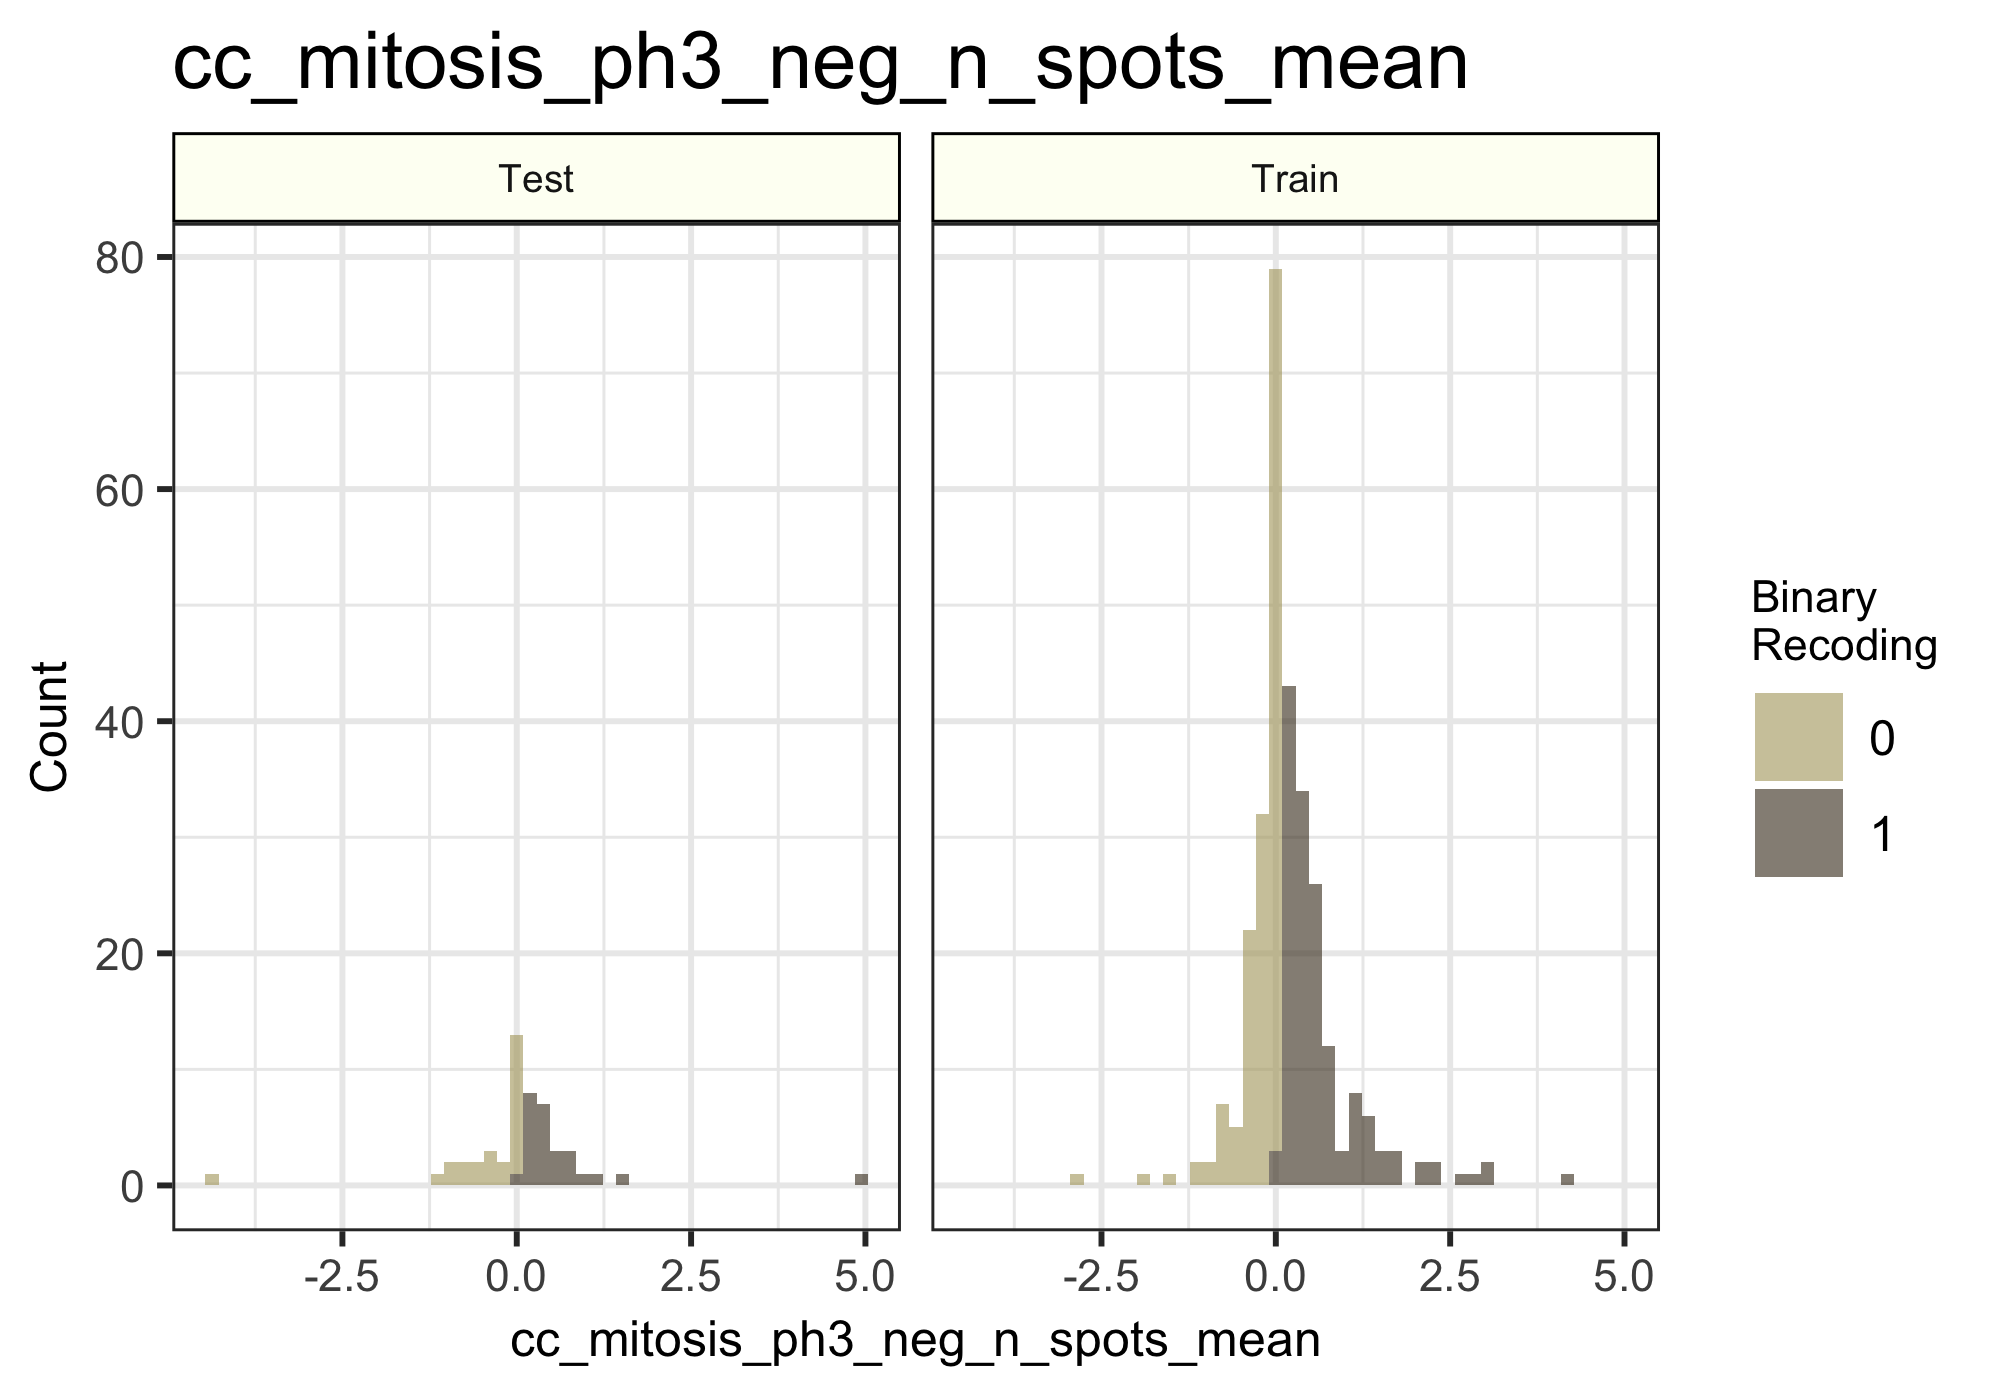 cc_mitosis_ph3_neg_n_spots_mean
Test
Train
80
60
40
20
0
Count
-2.5
0.0
2.5
5.0
-2.5
0.0
2.5
5.0
cc_mitosis_ph3_neg_n_spots_mean
Binary
Recoding
0
1